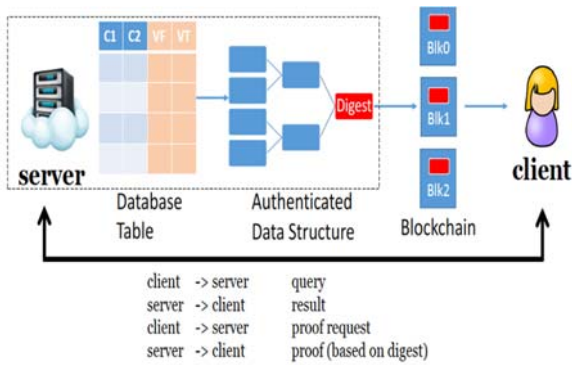 C1 C2 VF VT
Blk0
Digest
Blk1
Blk2
server
client
Database
Table
Authenticated
Data Structure
Blockchain
client -> server query
server -> client result
client -> server proof request
server -> client proof (based on digest)